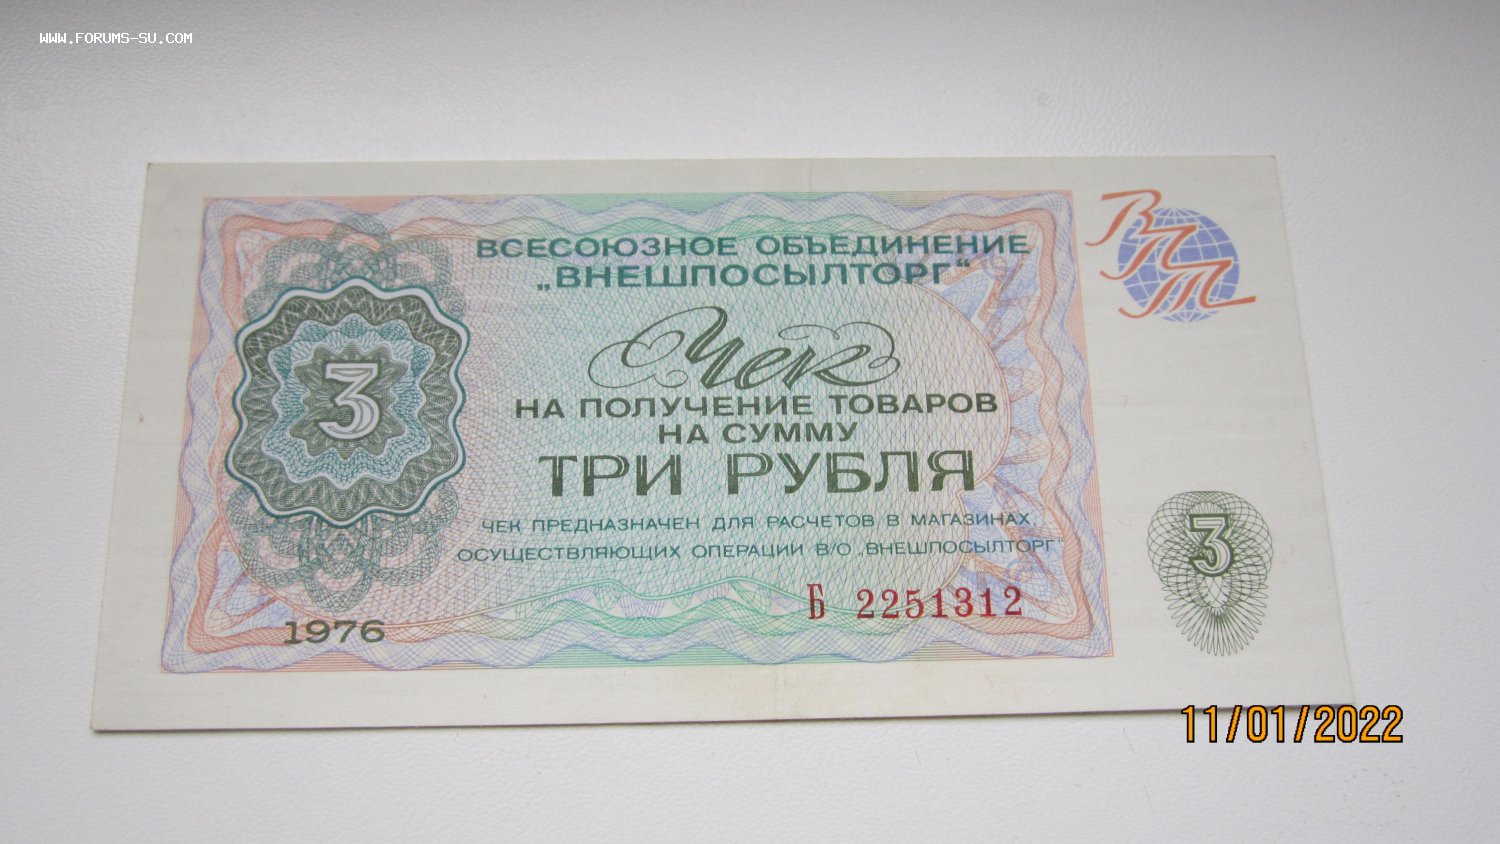 WWW.FORUMS-SU.COM
ВСЕСОЮЗНОЕ ОБЪЕДИНЕНИЕ
„ВНЕШПОСЫЛТОРГ“
ВПТ
3
Чек
НА ПОЛУЧЕНИЕ ТОВАРОВ
НА СУММУ
ТРИ РУБЛЯ
ЧЕК ПРЕДНАЗНАЧЕН ДЛЯ РАСЧЕТОВ В МАГАЗИНАХ,
ОСУЩЕСТВЛЯЮЩИХ ОПЕРАЦИИ В/О „ВНЕШПОСЫЛТОРГ“
3
Б 2251312
1976
11/01/2022